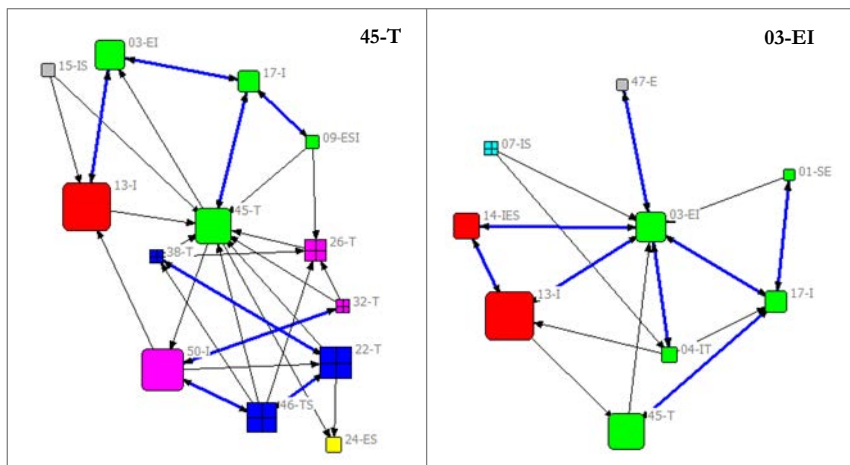 45-T
03-EI
15-IS
17-I
09-ESI
13-I
45-T
26-T
38-T
32-T
50-I
22-T
46-TS
24-ES
03-EI
47-E
07-IS
01-SE
14-IES
03-EI
13-I
17-I
04-IT
45-T